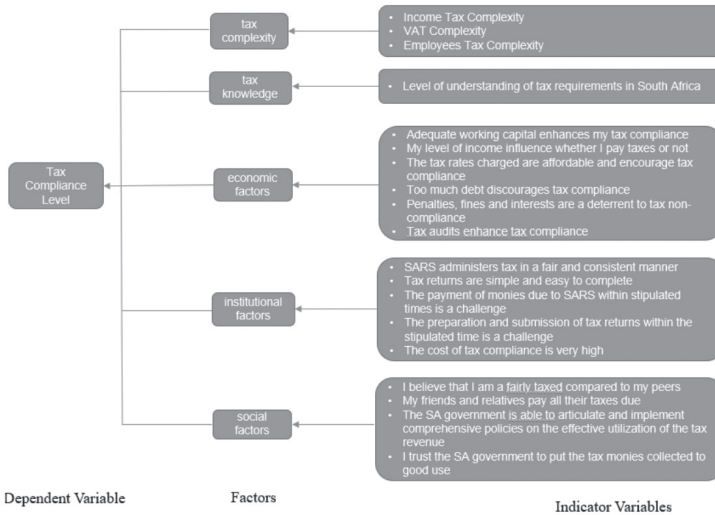 tax
complexity
• Income Tax Complexity
• VAT Complexity
• Employees Tax Complexity
tax
knowledge
• Level of understanding of tax requirements in South Africa
Tax
Compliance
Level
economic
factors
• Adequate working capital enhances my tax compliance
• My level of income influence whether I pay taxes or not
• The tax rates charged are affordable and encourage tax
compliance
• Too much debt discourages tax compliance
• Penalties, fines and interests are a deterrent to tax non-
compliance
• Tax audits enhance tax compliance
institutional
factors
• SARS administers tax in a fair and consistent manner
• Tax returns are simple and easy to complete
• The payment of monies due to SARS within stipulated
times is a challenge
• The preparation and submission of tax returns within the
stipulated time is a challenge
• The cost of tax compliance is very high
social
factors
• I believe that I am a fairly taxed compared to my peers
• My friends and relatives pay all their taxes due
• The SA government is able to articulate and implement
comprehensive policies on the effective utilization of the tax
revenue
• I trust the SA government to put the tax monies collected to
good use
Dependent Variable
Factors
Indicator Variables